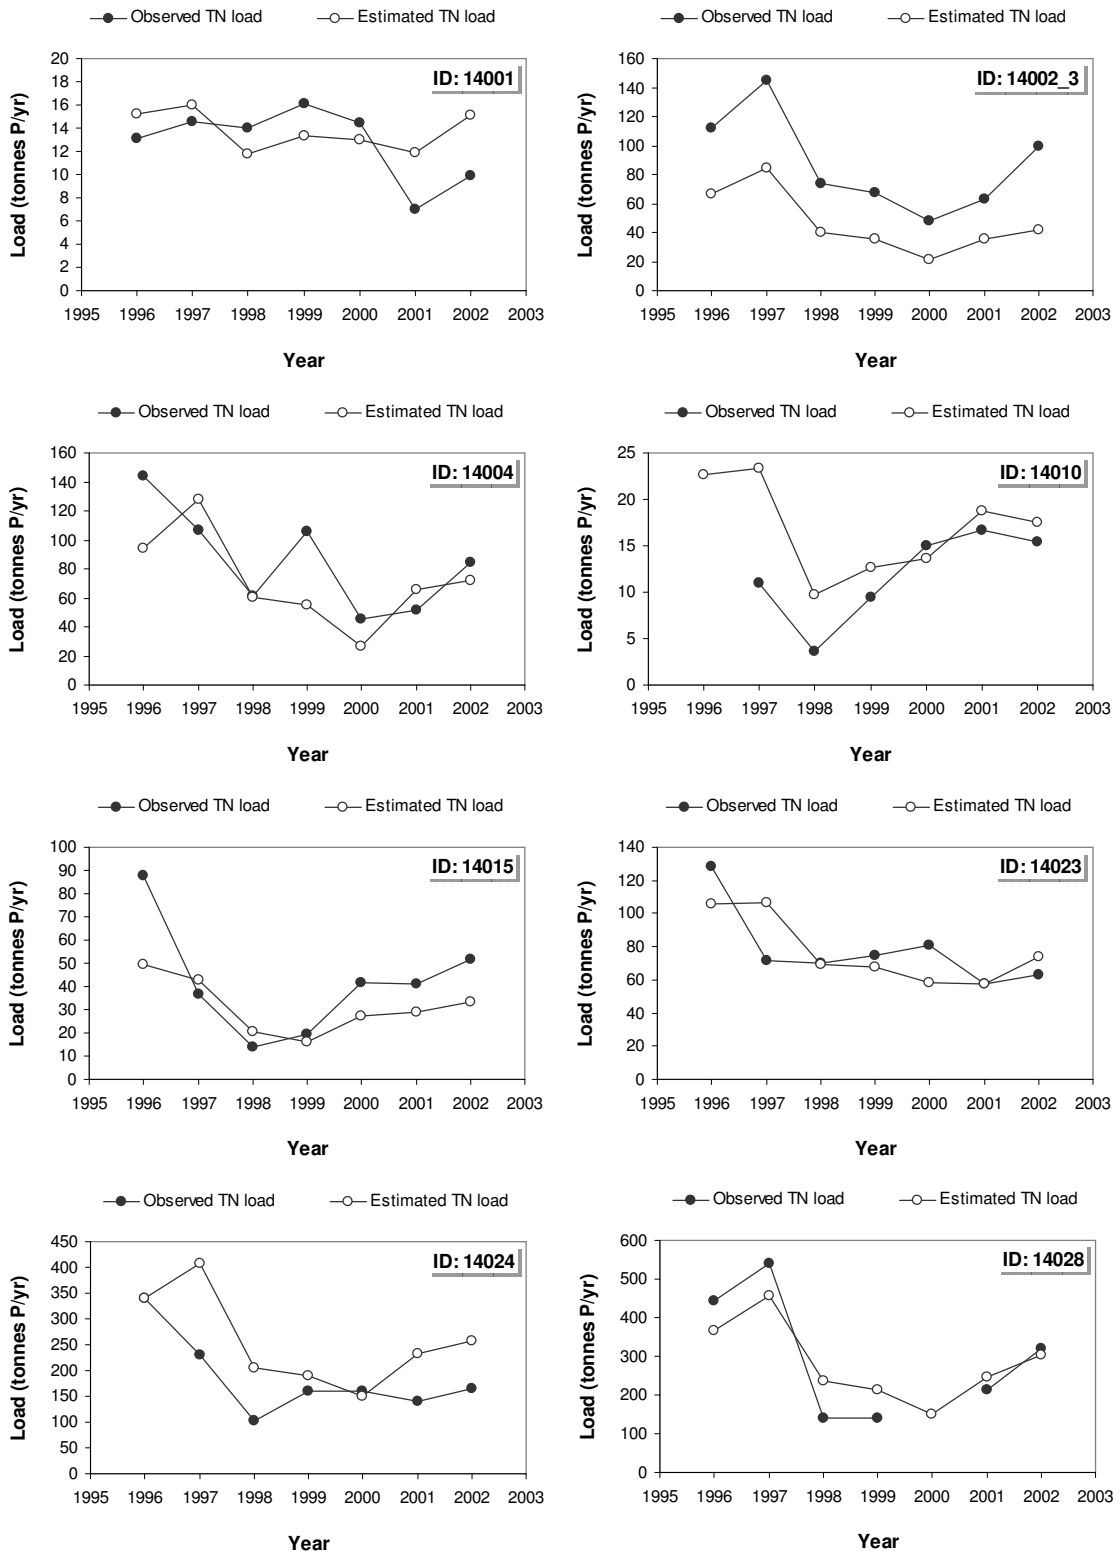 Observed TN load Estimated TN load
ID: 14001
Load (tonnes P/yr)
20
18
16
14
12
10
8
6
4
2
0
1995 1996 1997 1998 1999 2000 2001 2002 2003
Year
Observed TN load Estimated TN load
ID: 14002_3
Load (tonnes P/yr)
160
140
120
100
80
60
40
20
0
1995 1996 1997 1998 1999 2000 2001 2002 2003
Year
Observed TN load Estimated TN load
ID: 14004
Load (tonnes P/yr)
160
140
120
100
80
60
40
20
0
1995 1996 1997 1998 1999 2000 2001 2002 2003
Year
Observed TN load Estimated TN load
ID: 14010
Load (tonnes P/yr)
25
20
15
10
5
0
1995 1996 1997 1998 1999 2000 2001 2002 2003
Year
Observed TN load Estimated TN load
ID: 14015
Load (tonnes P/yr)
100
90
80
70
60
50
40
30
20
10
0
1995 1996 1997 1998 1999 2000 2001 2002 2003
Year
Observed TN load Estimated TN load
ID: 14023
Load (tonnes P/yr)
140
120
100
80
60
40
20
0
1995 1996 1997 1998 1999 2000 2001 2002 2003
Year
Observed TN load Estimated TN load
ID: 14024
Load (tonnes P/yr)
450
400
350
300
250
200
150
100
50
0
1995 1996 1997 1998 1999 2000 2001 2002 2003
Year
Observed TN load Estimated TN load
ID: 14028
Load (tonnes P/yr)
600
500
400
300
200
100
0
1995 1996 1997 1998 1999 2000 2001 2002 2003
Year